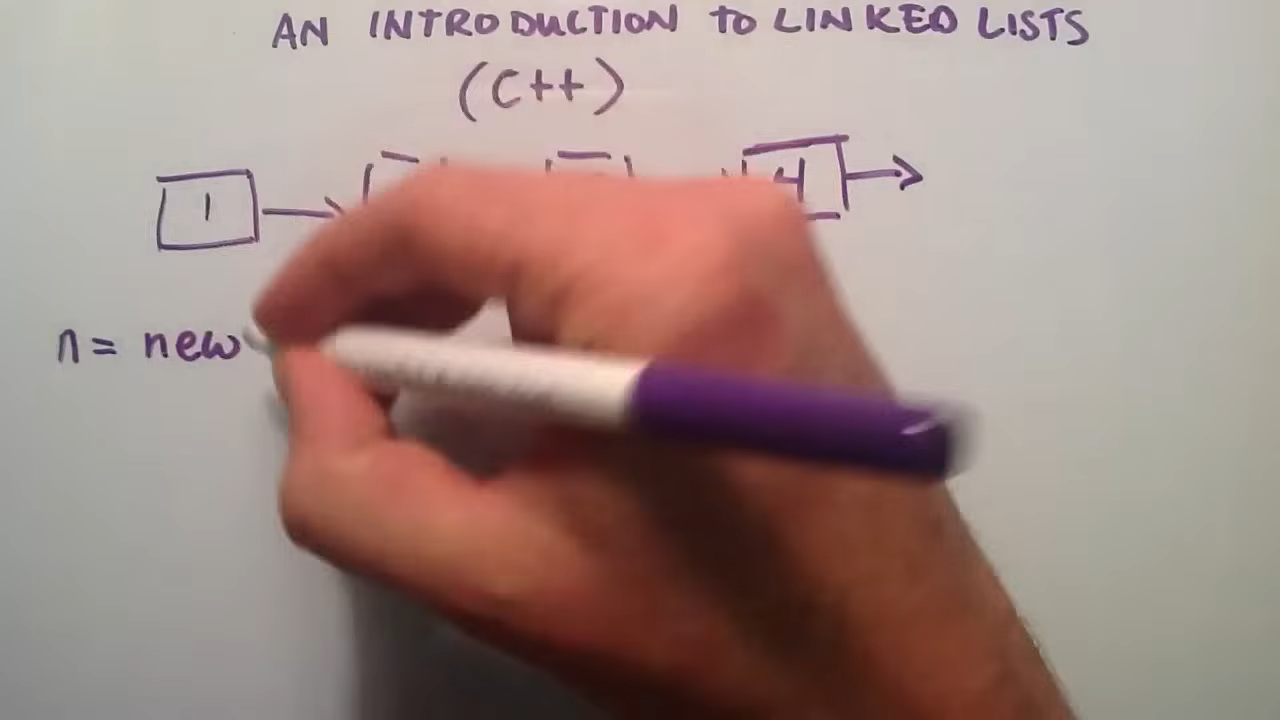 AN INTRODUCTION TO LINKED LISTS
(C++)
1 4
n = new